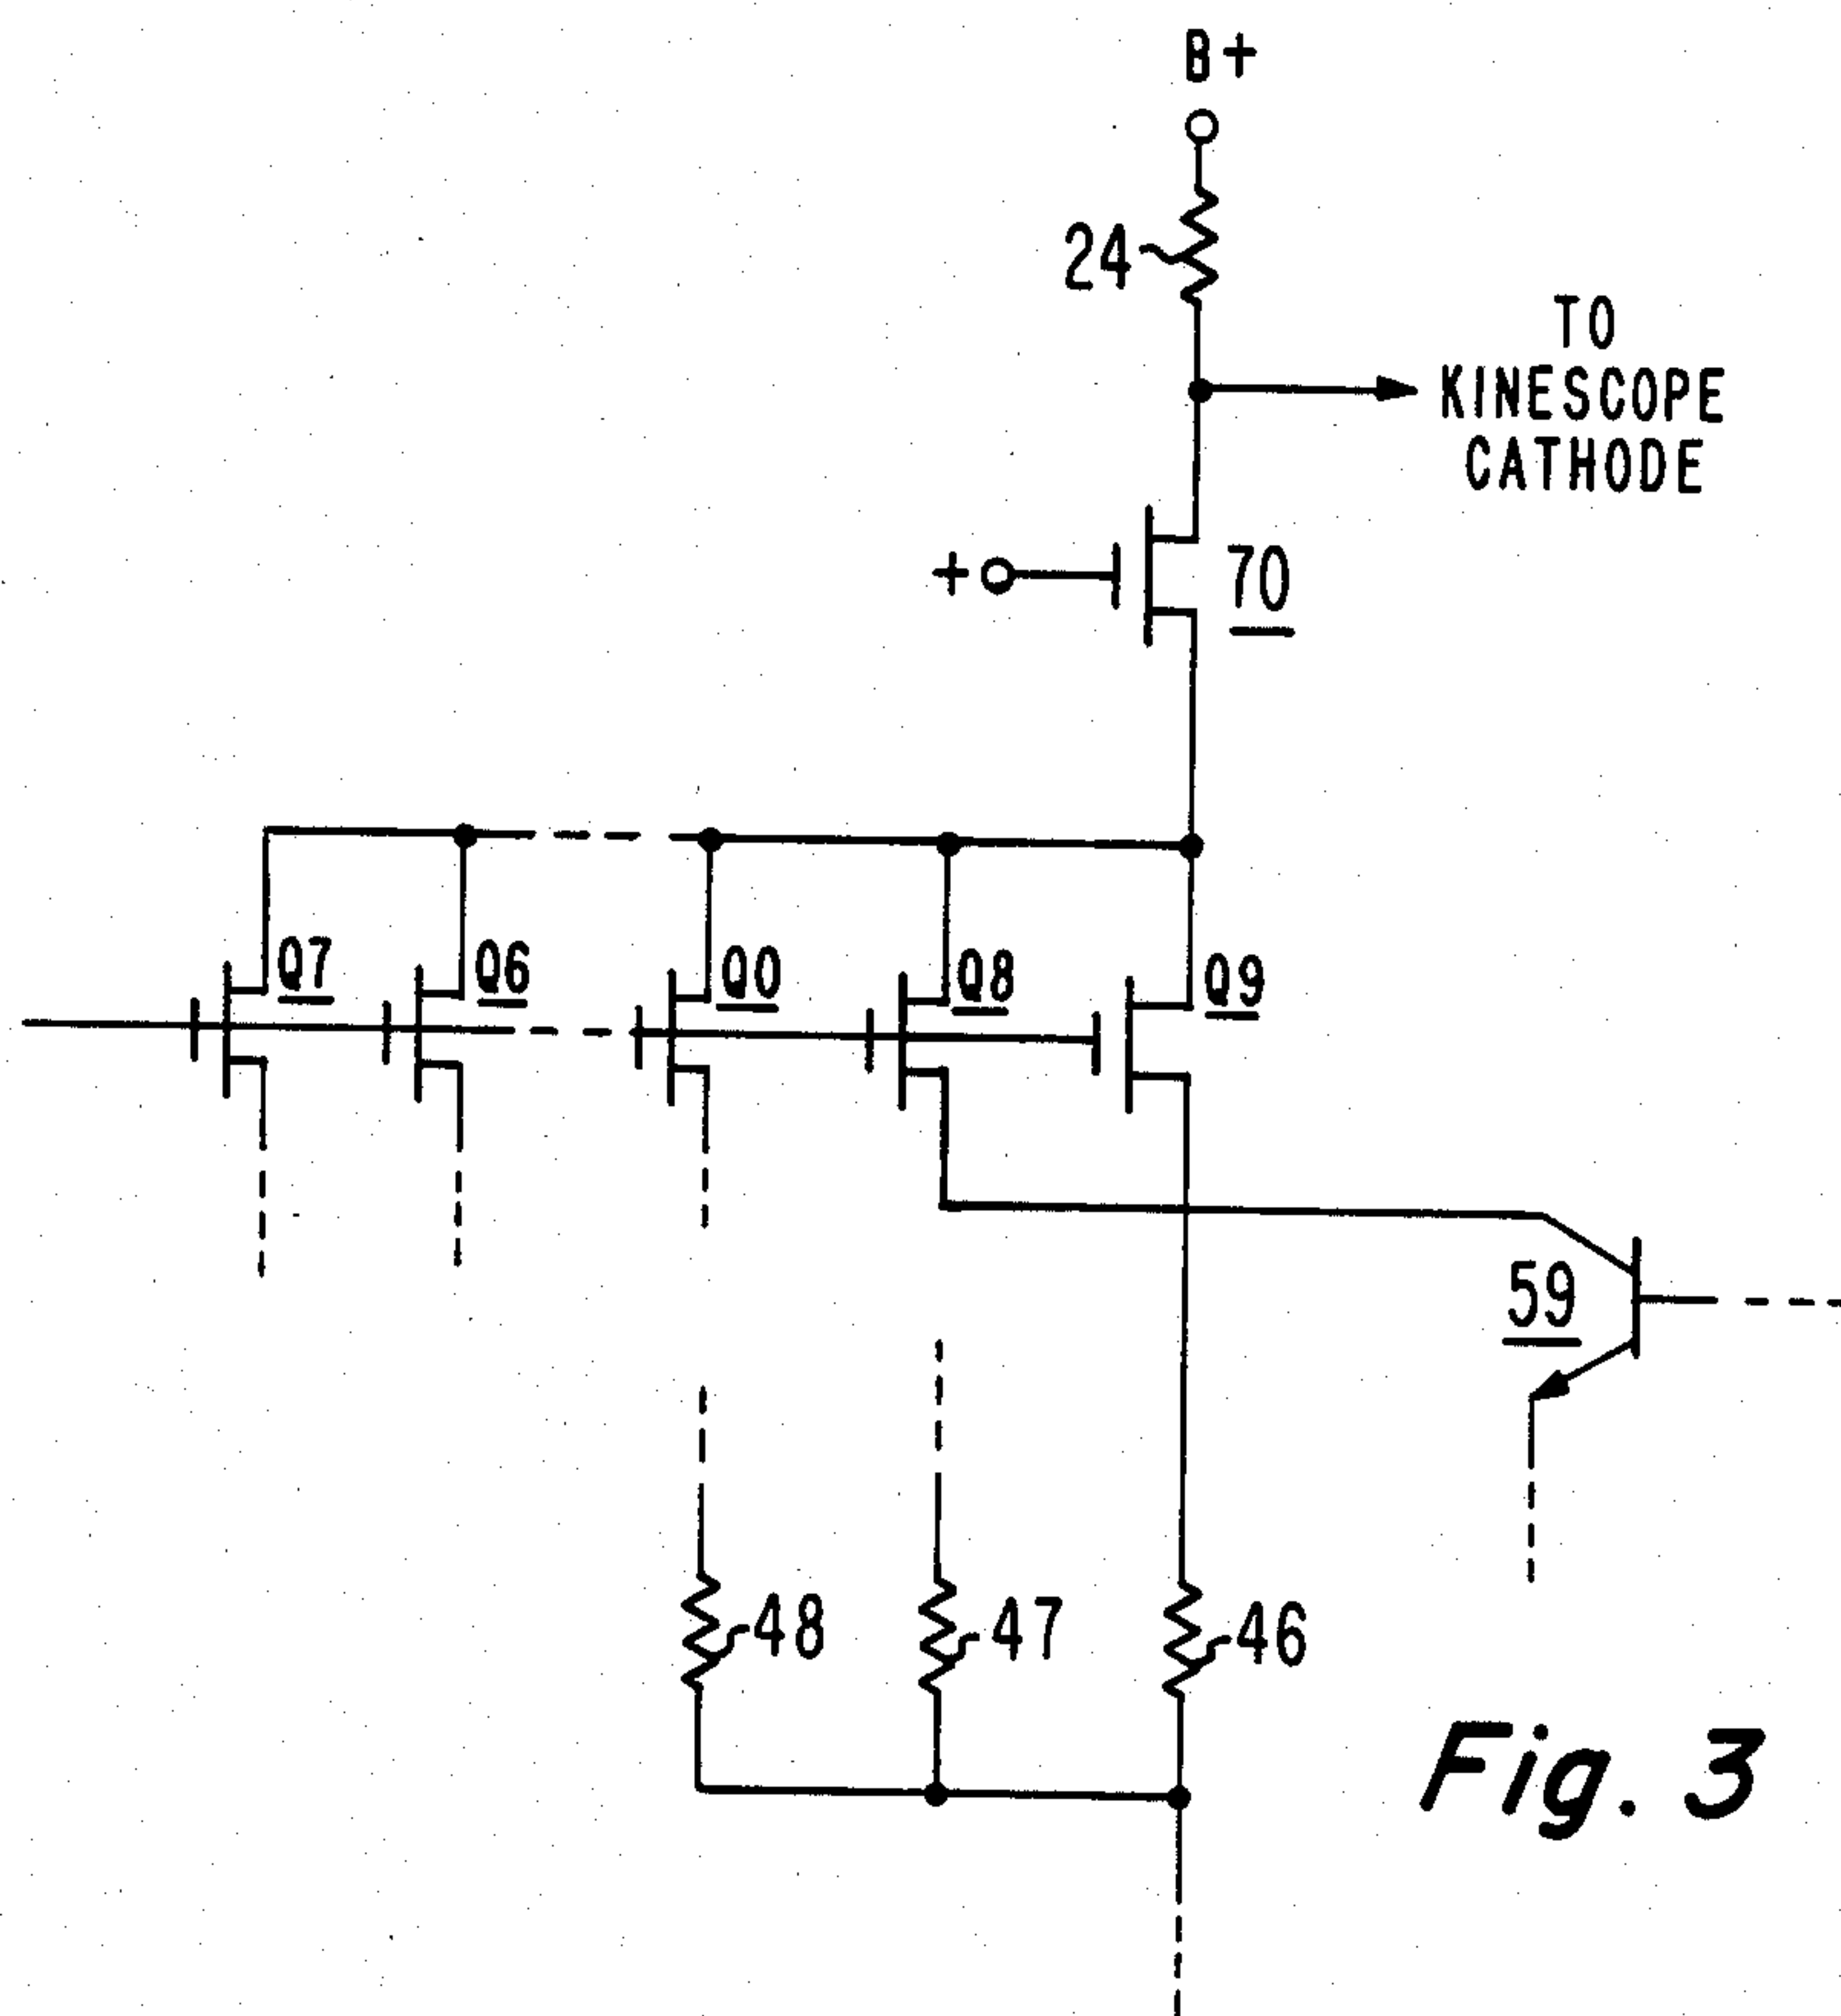 B+
24
TO
KINESCOPE
CATHODE
+
70
Q7
Q6
Q0
Q8
Q9
59
48
47
46
Fig. 3